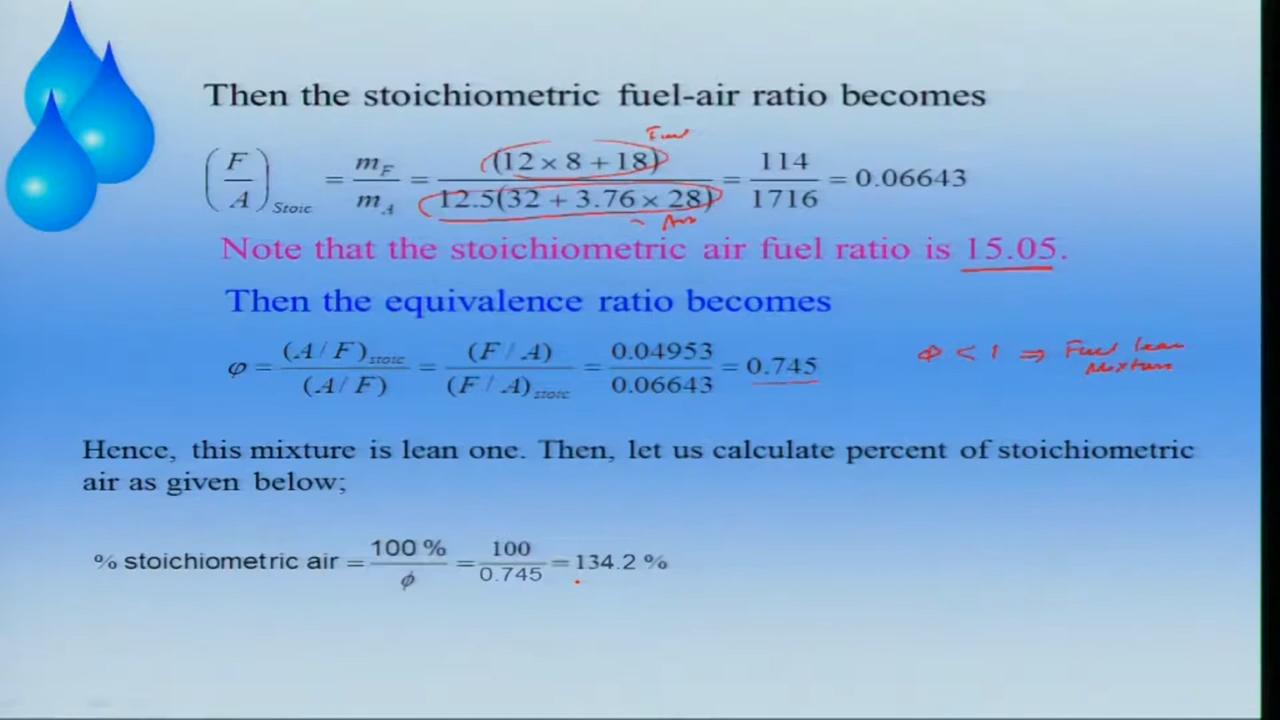 Then the stoichiometric fuel-air ratio becomes
Fuel
(F/A)Stoic = mF/mA = (12 × 8 + 18)/12.5(32 + 3.76 × 28) = 114/1716 = 0.06643
Air
Note that the stoichiometric air fuel ratio is 15.05.
Then the equivalence ratio becomes
φ = (A/F)stoic/(A/F) = (F/A)/(F/A)stoic = 0.04953/0.06643 = 0.745
Φ < 1 ⇒ Fuel lean
Mixture
Hence, this mixture is lean one. Then, let us calculate percent of stoichiometric
air as given below;
% stoichiometric air = 100 %/ϕ = 100/0.745 = 134.2 %